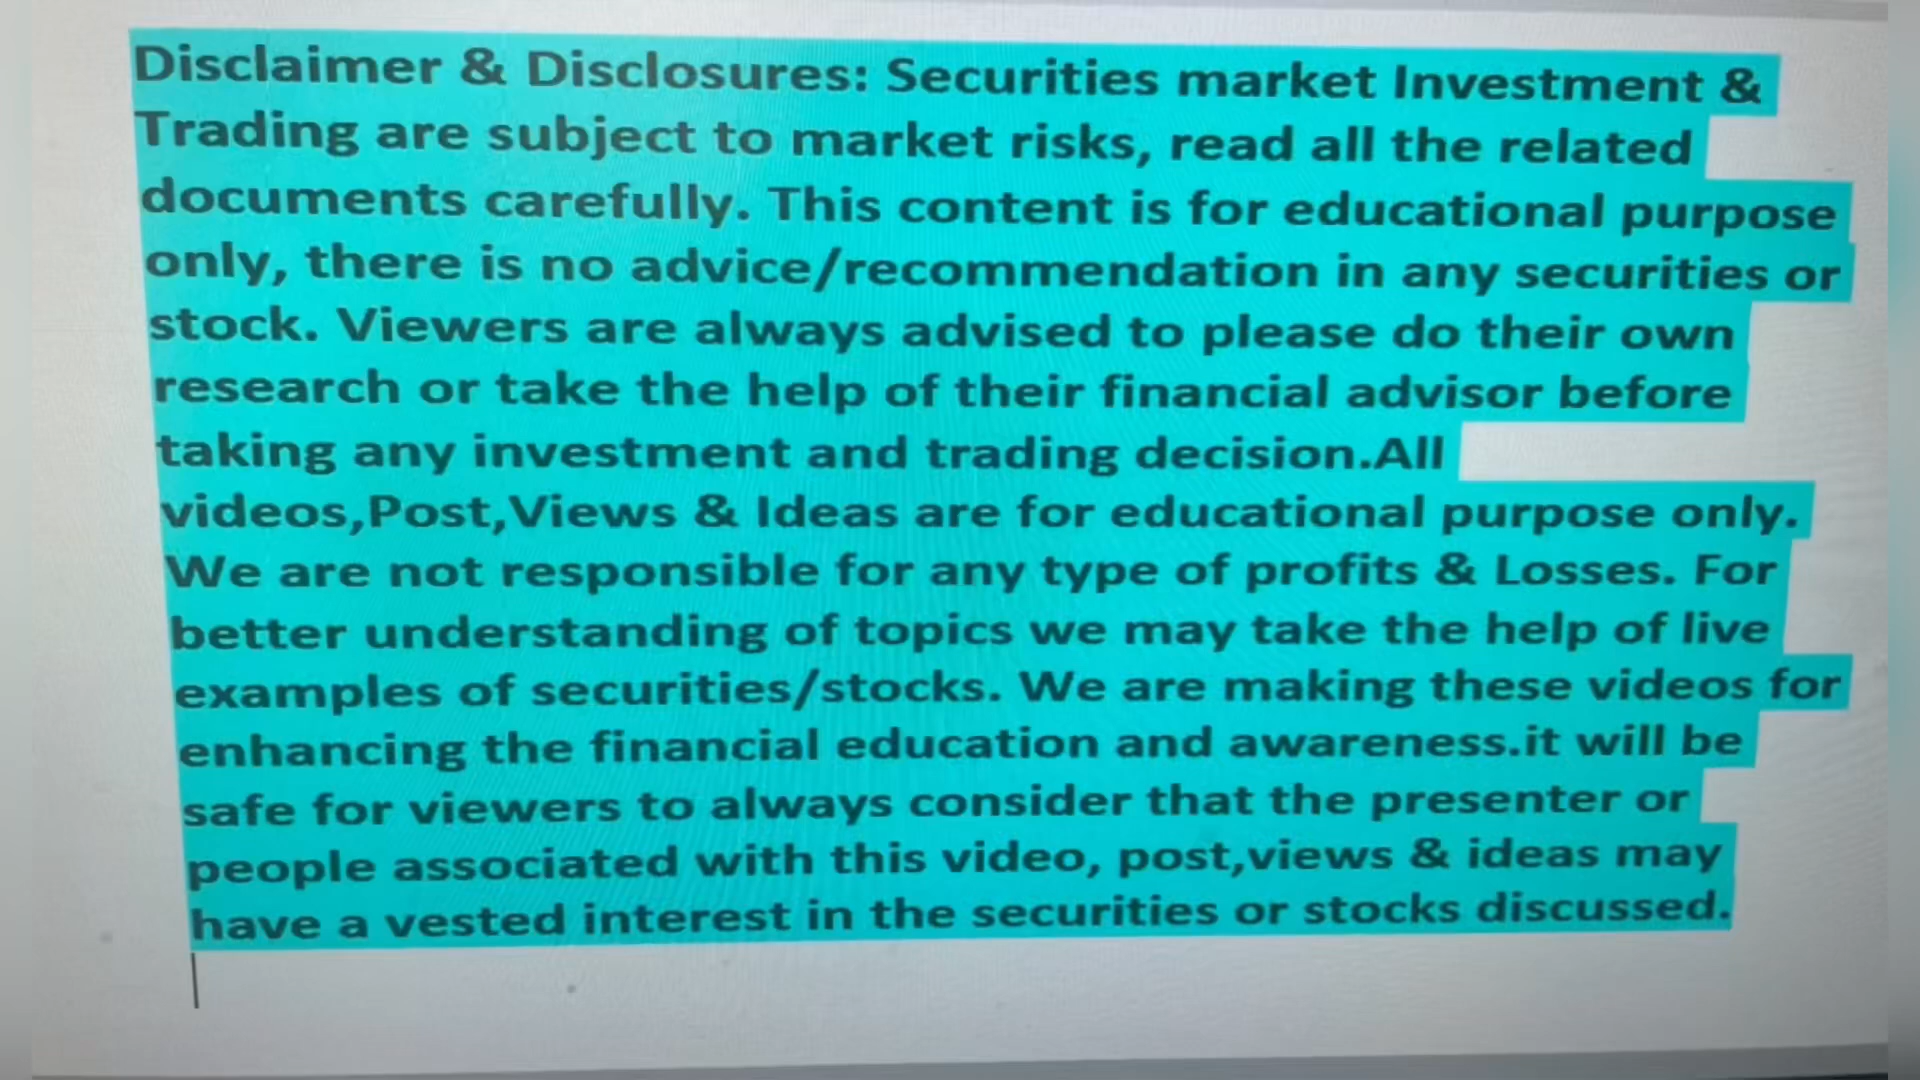 Disclaimer & Disclosures: Securities market Investment &
Trading are subject to market risks, read all the related
documents carefully. This content is for educational purpose
only, there is no advice/recommendation in any securities or
stock. Viewers are always advised to please do their own
research or take the help of their financial advisor before
taking any investment and trading decision.All
videos,Post,Views & Ideas are for educational purpose only.
We are not responsible for any type of profits & Losses. For
better understanding of topics we may take the help of live
examples of securities/stocks. We are making these videos for
enhancing the financial education and awareness.it will be
safe for viewers to always consider that the presenter or
people associated with this video, post,views & ideas may
have a vested interest in the securities or stocks discussed.